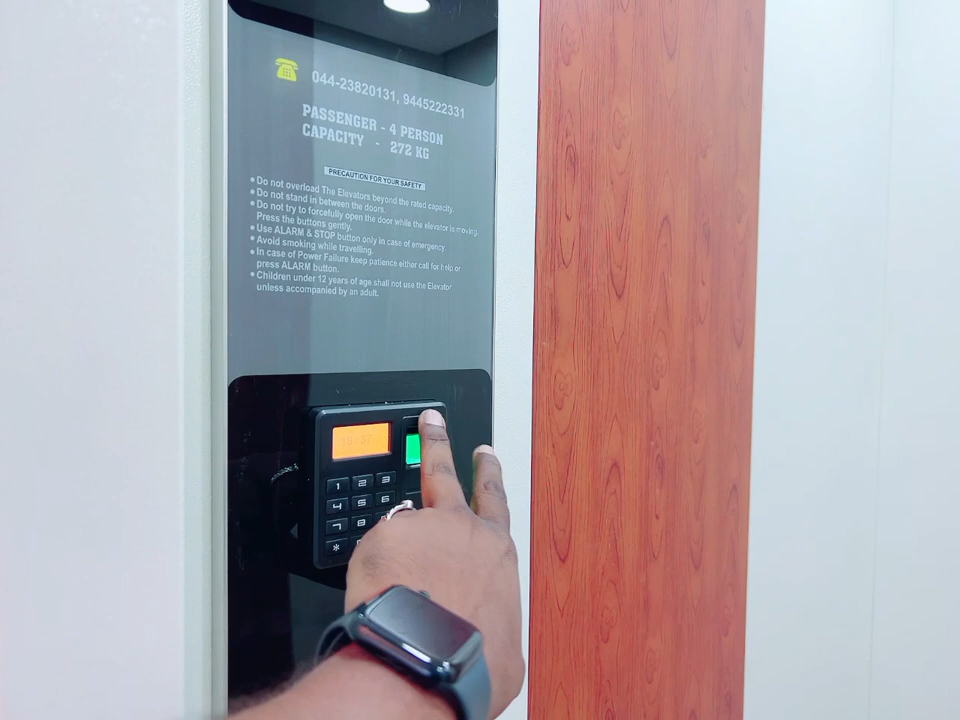 044-23820131, 9445222331
PASSENGER - 4 PERSON
CAPACITY - 272 KG
PRECAUTION FOR YOUR SAFETY
• Do not overload The Elevators beyond the rated capacity.
• Do not stand in between the doors.
• Do not try to forcefully open the door while the elevator is moving.
Press the buttons gently.
• Use ALARM & STOP button only in case of emergency.
• Avoid smoking while travelling.
• In case of Power Failure keep patience either call for help or
press ALARM button.
• Children under 12 years of age shall not use the Elevator
unless accompanied by an adult.
1 2 3
4 5 6
7 8
*